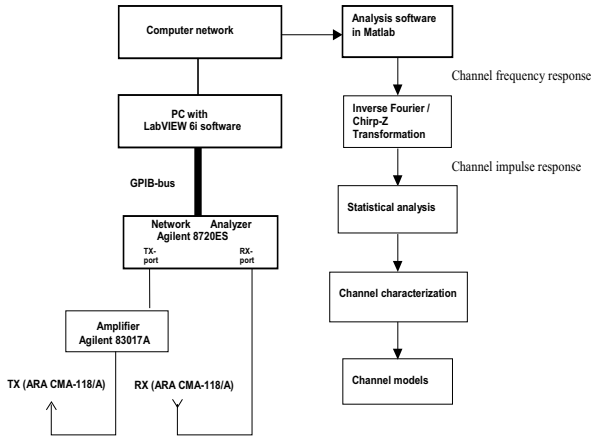 Computer network
Analysis software
in Matlab
Channel frequency response
PC with
LabVIEW 6i software
Inverse Fourier /
Chirp-Z
Transformation
Channel impulse response
GPIB-bus
Statistical analysis
Network Analyzer
Agilent 8720ES
TX-
port
RX-
port
Channel characterization
Amplifier
Agilent 83017A
TX (ARA CMA-118/A)
RX (ARA CMA-118/A)
Channel models